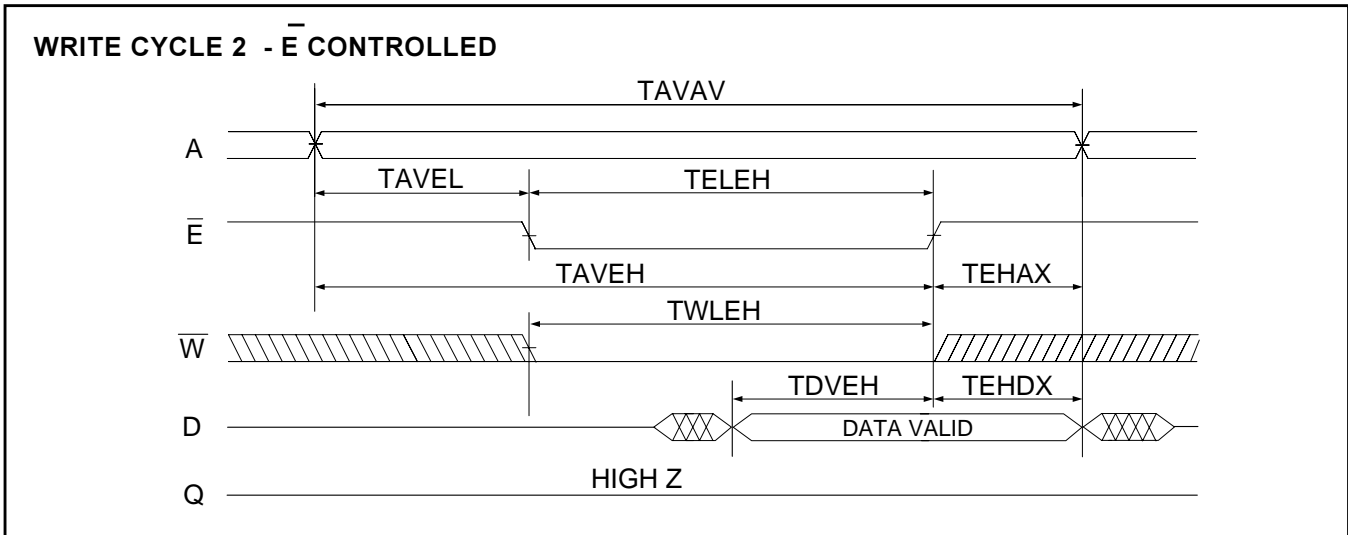 WRITE CYCLE 2 - E̅ CONTROLLED
TAVAV
A
TAVEL TELEH
E̅
TAVEH TEHAX
TWLEH
W̅
TDVEH TEHDX
D DATA VALID
HIGH Z
Q